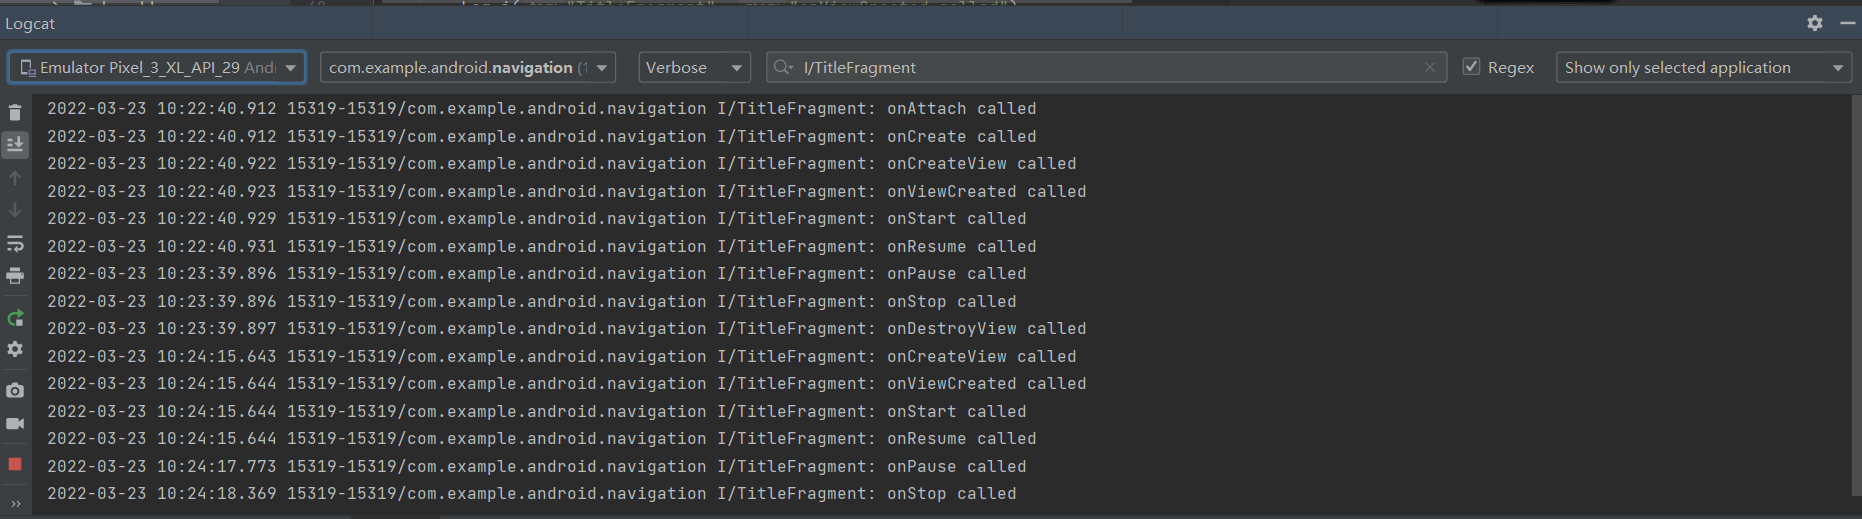 Logcat
Emulator Pixel_3_XL_API_29 Andr
com.example.android.navigation (1
Verbose
I/TitleFragment
Regex
Show only selected application
2022-03-23 10:22:40.912 15319-15319/com.example.android.navigation I/TitleFragment: onAttach called
2022-03-23 10:22:40.912 15319-15319/com.example.android.navigation I/TitleFragment: onCreate called
2022-03-23 10:22:40.922 15319-15319/com.example.android.navigation I/TitleFragment: onCreateView called
2022-03-23 10:22:40.923 15319-15319/com.example.android.navigation I/TitleFragment: onViewCreated called
2022-03-23 10:22:40.929 15319-15319/com.example.android.navigation I/TitleFragment: onStart called
2022-03-23 10:22:40.931 15319-15319/com.example.android.navigation I/TitleFragment: onResume called
2022-03-23 10:23:39.896 15319-15319/com.example.android.navigation I/TitleFragment: onPause called
2022-03-23 10:23:39.896 15319-15319/com.example.android.navigation I/TitleFragment: onStop called
2022-03-23 10:23:39.897 15319-15319/com.example.android.navigation I/TitleFragment: onDestroyView called
2022-03-23 10:24:15.643 15319-15319/com.example.android.navigation I/TitleFragment: onCreateView called
2022-03-23 10:24:15.644 15319-15319/com.example.android.navigation I/TitleFragment: onViewCreated called
2022-03-23 10:24:15.644 15319-15319/com.example.android.navigation I/TitleFragment: onStart called
2022-03-23 10:24:15.644 15319-15319/com.example.android.navigation I/TitleFragment: onResume called
2022-03-23 10:24:17.773 15319-15319/com.example.android.navigation I/TitleFragment: onPause called
2022-03-23 10:24:18.369 15319-15319/com.example.android.navigation I/TitleFragment: onStop called